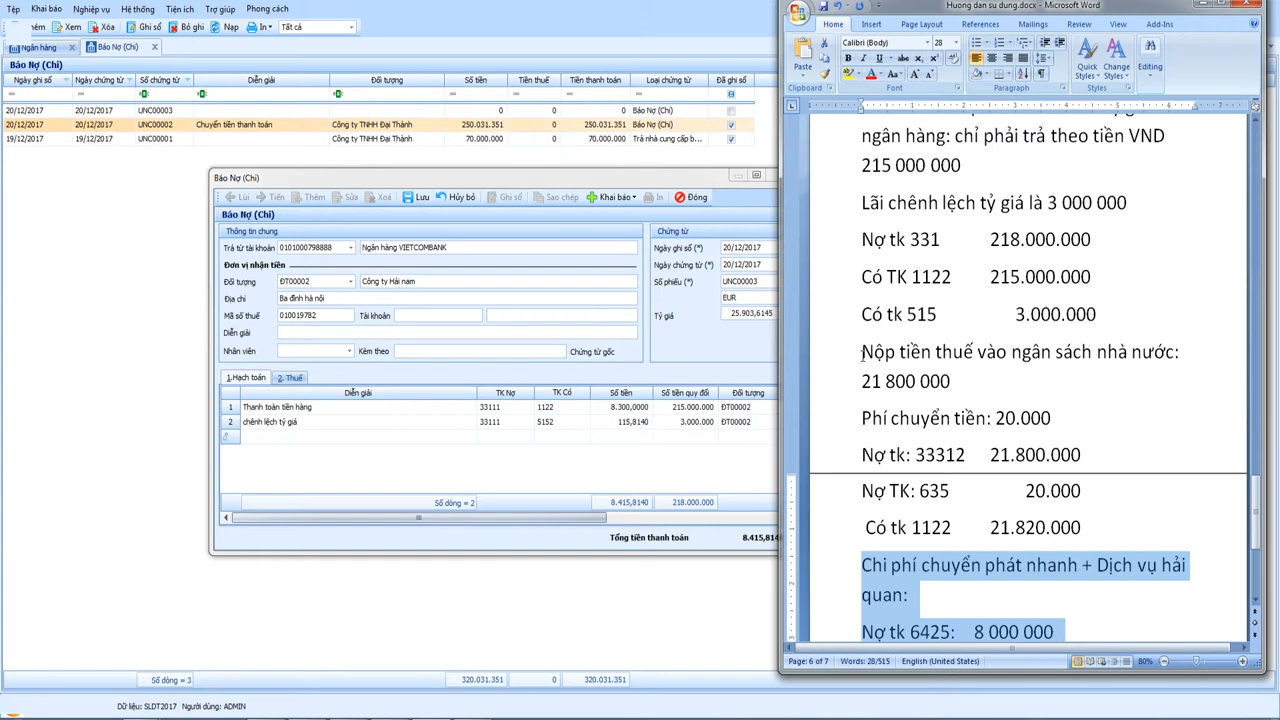 Tệp Khai báo Nghiệp vụ Hệ thống Tiện ích Trợ giúp Phong cách
Xem Xóa Ghi sổ Bỏ ghi Nạp In Tất cả
Ngân hàng Báo Nợ (Chi)
Báo Nợ (Chi)
Ngày ghi sổ Ngày chứng từ Số chứng từ Diễn giải Đối tượng Số tiền Tiền thuế Tiền thanh toán Loại chứng từ Đã ghi sổ
20/12/2017 20/12/2017 UNC00003 0 0 0 Báo Nợ (Chi)
20/12/2017 20/12/2017 UNC00002 Chuyển tiền thanh toán Công ty TNHH Đại Thành 250.031.351 0 250.031.351 Báo Nợ (Chi)
19/12/2017 19/12/2017 UNC00001 Công ty TNHH Đại Thành 70.000.000 0 70.000.000 Trả nhà cung cấp b...
Báo Nợ (Chi)
Lùi Tiến Thêm Sửa Xoá Lưu Hủy bỏ Ghi sổ Sao chép Khai báo In Đóng
Báo Nợ (Chi)
Thông tin chung Chứng từ
Trả từ tài khoản 0101000798888 Ngân hàng VIETCOMBANK Ngày ghi sổ (*) 20/12/2017
Đơn vị nhận tiền Ngày chứng từ (*) 20/12/2017
Đối tượng ĐT00002 Công ty Hải nam Số phiếu (*) UNC00003
Địa chỉ Ba đình hà nội EUR
Mã số thuế 010019782 Tài khoản Tỷ giá 25.903,6145
Diễn giải
Nhân viên Kèm theo Chứng từ gốc
1.Hạch toán 2. Thuế
Diễn giải TK Nợ TK Có Số tiền Số tiền quy đổi Đối tượng
1 Thanh toán tiền hàng 33111 1122 8.300,0000 215.000.000 ĐT00002
2 chênh lệch tỷ giá 33111 5152 115,8140 3.000.000 ĐT00002
Số dòng = 2 8.415,8140 218.000.000
Tổng tiền thanh toán 8.415,8140
Số dòng = 3 320.031.351 0 320.031.351
Dữ liệu: SLDT2017 Người dùng: ADMIN
Huong dan su dung.docx - Microsoft Word
Home Insert Page Layout References Mailings Review View Add-Ins
Calibri (Body) 28
Paste Quick Styles Change Styles Editing
Clipboard Font Paragraph Styles
ngân hàng: chỉ phải trả theo tiền VND
215 000 000
Lãi chênh lệch tỷ giá là 3 000 000
Nợ tk 331 218.000.000
Có TK 1122 215.000.000
Có tk 515 3.000.000
Nộp tiền thuế vào ngân sách nhà nước:
21 800 000
Phí chuyển tiền: 20.000
Nợ tk: 33312 21.800.000
Nợ TK: 635 20.000
Có tk 1122 21.820.000
Chi phí chuyển phát nhanh + Dịch vụ hải
quan:
Nợ tk 6425: 8 000 000
Page: 6 of 7 Words: 28/515 English (United States) 80%